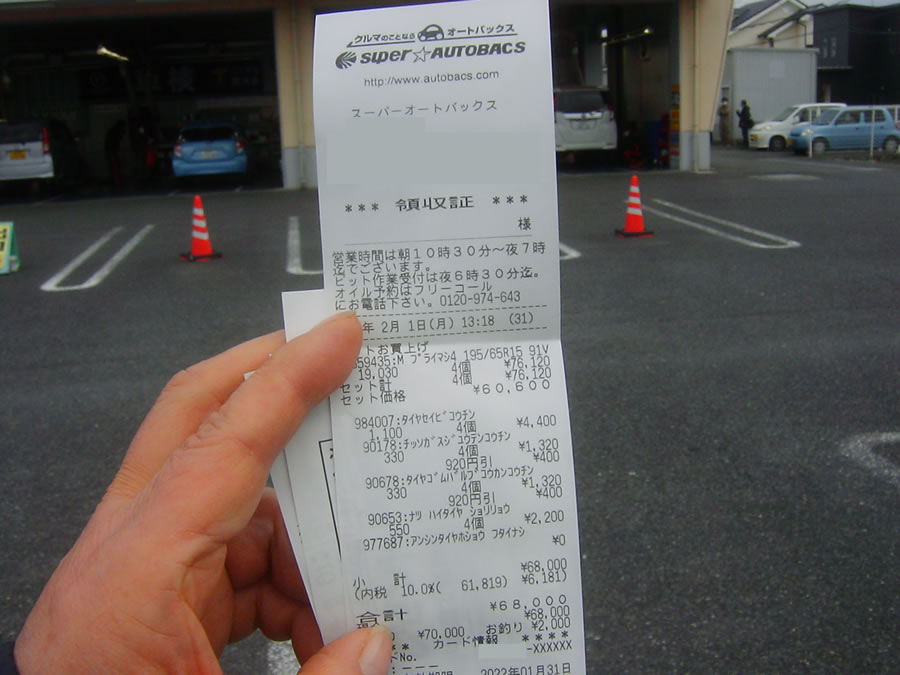 クルマのことなら オートバックス
SUPER☆AUTOBACS
http://www.autobacs.com
スーパーオートバックス
*** 領収証 ***
様
営業時間は朝10時30分～夜7時
迄でございます。
ピット作業受付は夜6時30分迄。
オイル予約はフリーコール
にお電話下さい。0120-974-643
年 2月 1日(月) 13:18 (31)
トお買上げ
59435:M プライマシ4 195/65R15 91V
19,030 4個 ¥76,120
セット計 4個 ¥76,120
セット価格 ¥60,600
984007:タイヤセイビコウチン
1,100 4個 ¥4,400
90178:チッソガスジユウテンコウチン
330 4個 ¥1,320
920円引 ¥400
90678:タイヤゴムバルブコウカンコウチン
330 4個 ¥1,320
920円引 ¥400
90653:ナツ ハイタイヤ ショリリョウ
550 4個 ¥2,200
977687:アンシンタイヤホショウ フタイナシ
¥0
小 計 ¥68,000
(内税 10.0%( 61,819) ¥6,181)
合計 ¥68,000
¥68,000
¥70,000 お釣り ¥2,000
** カード情報 ****
ドNo. -XXXXXX
2022年01月31日